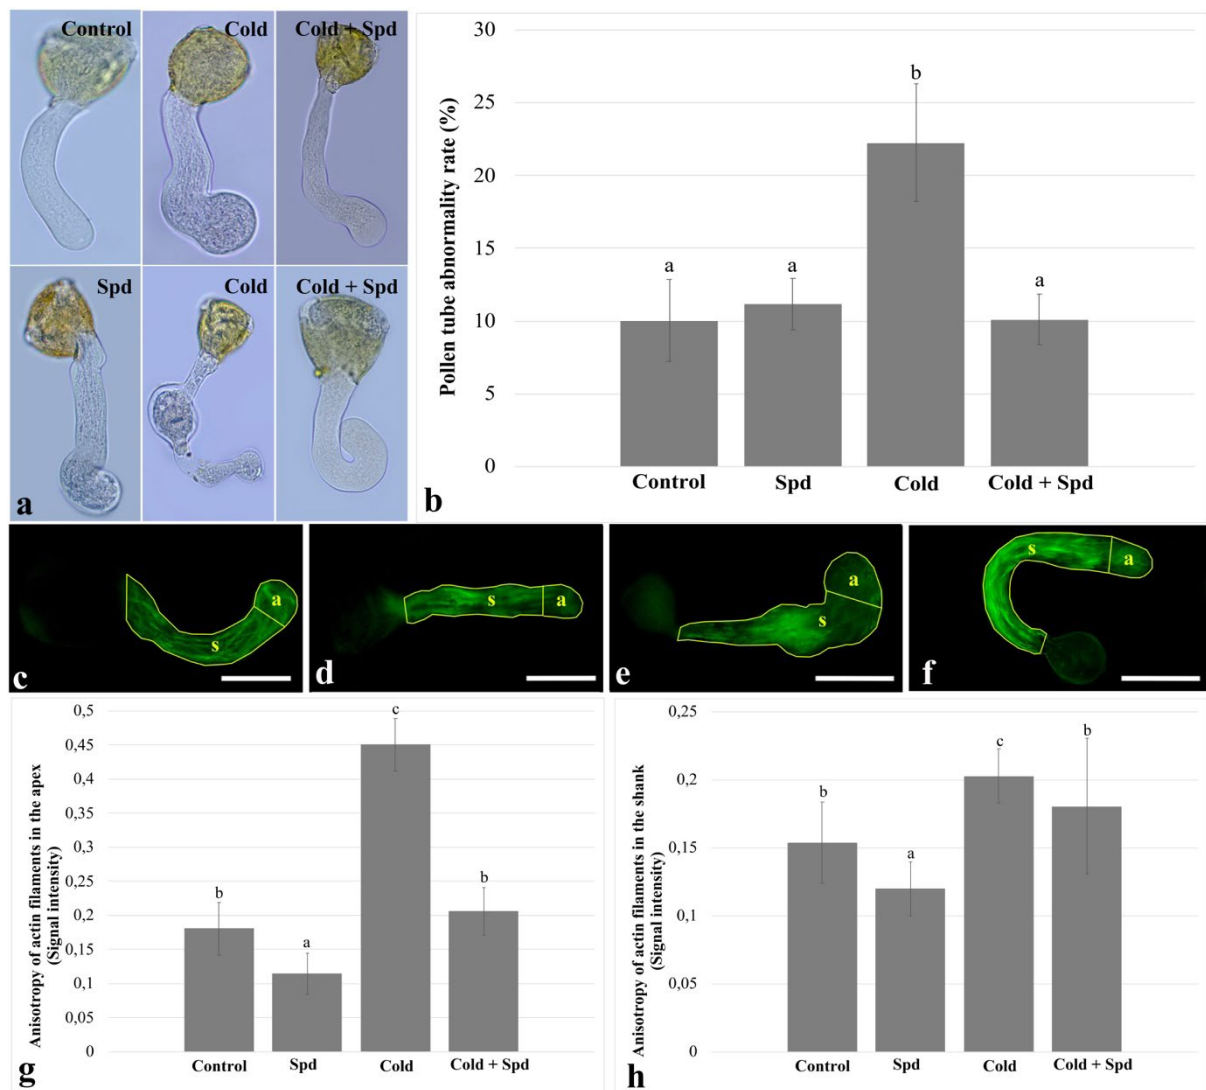 Control
Cold
Cold + Spd
Spd
Cold
Cold + Spd
a
Pollen tube abnormality rate (%)
30
25
20
15
10
5
0
a
a
b
a
Control
Spd
Cold
Cold + Spd
b
s
a
c
s
a
d
s
a
e
s
a
f
Anisotropy of actin filaments in the apex
(Signal intensity)
0,5
0,45
0,4
0,35
0,3
0,25
0,2
0,15
0,1
0,05
0
b
a
c
b
Control
Spd
Cold
Cold + Spd
g
Anisotropy of actin filaments in the shank
(Signal intensity)
0,25
0,2
0,15
0,1
0,05
0
b
a
c
b
Control
Spd
Cold
Cold + Spd
h